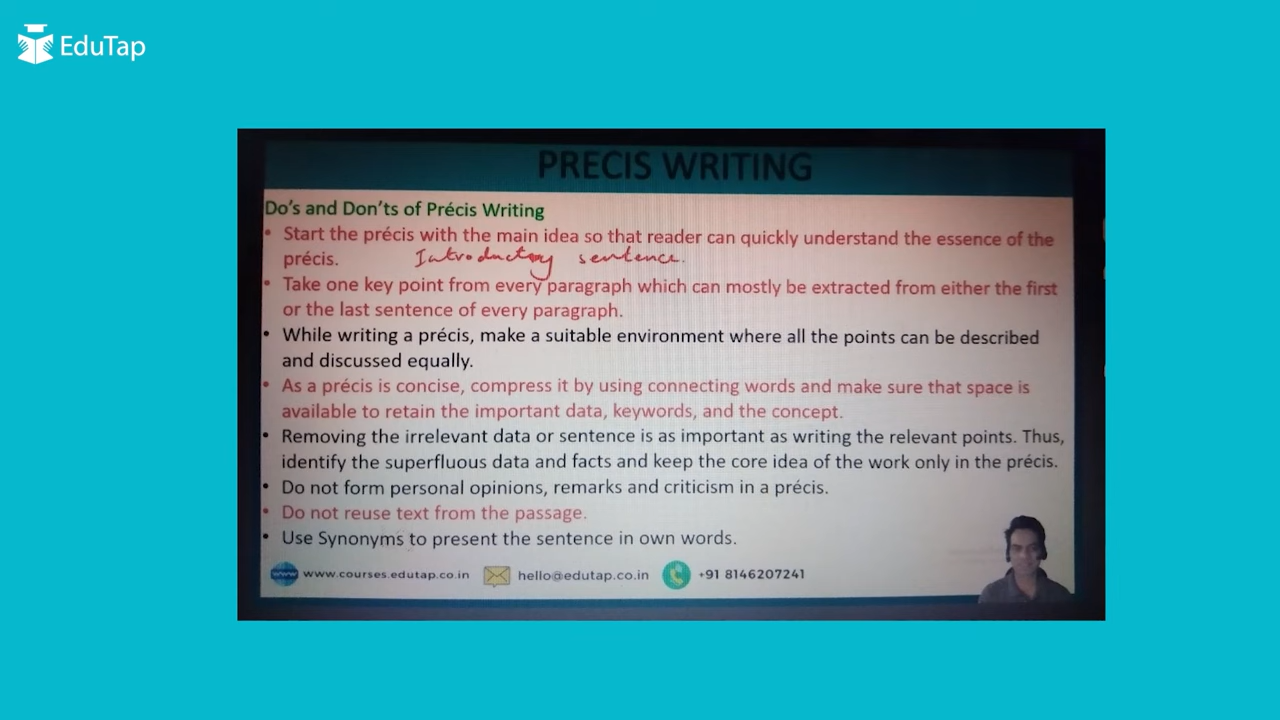 EduTap
PRECIS WRITING
Do's and Don'ts of Précis Writing
• Start the précis with the main idea so that reader can quickly understand the essence of the
précis. Introductory sentence.
• Take one key point from every paragraph which can mostly be extracted from either the first
or the last sentence of every paragraph.
• While writing a précis, make a suitable environment where all the points can be described
and discussed equally.
• As a précis is concise, compress it by using connecting words and make sure that space is
available to retain the important data, keywords, and the concept.
• Removing the irrelevant data or sentence is as important as writing the relevant points. Thus,
identify the superfluous data and facts and keep the core idea of the work only in the précis.
• Do not form personal opinions, remarks and criticism in a précis.
• Do not reuse text from the passage.
• Use Synonyms to present the sentence in own words.
www www.courses.edutap.co.in hello@edutap.co.in +91 8146207241